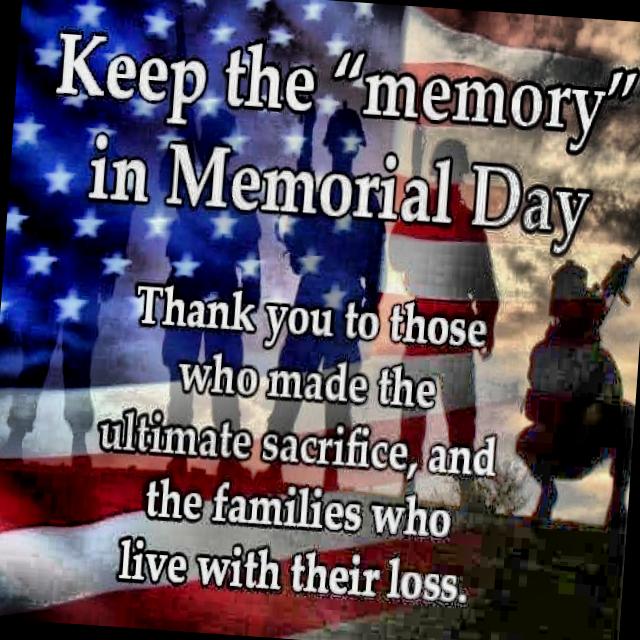 Keep the “memory”
in Memorial Day
Thank you to those
who made the
ultimate sacrifice, and
the families who
live with their loss.